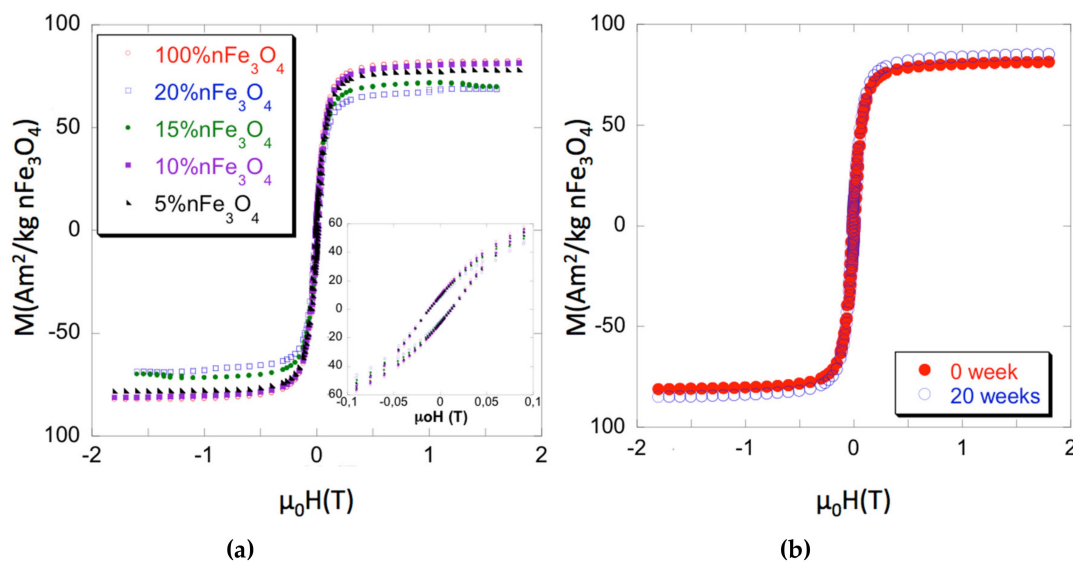 100
50
0
-50
100
M(Am²/kg nFe₃O₄)
100%nFe₃O₄
20%nFe₃O₄
15%nFe₃O₄
10%nFe₃O₄
5%nFe₃O₄
60
40
20
0
20
40
60
-0,1 -0,05 0 0,05 0,1
μoH (T)
-2 -1 0 1 2
μ₀H(T)
(a)
100
50
0
-50
100
M(Am²/kg nFe₃O₄)
0 week
20 weeks
-2 -1 0 1 2
μ₀H(T)
(b)